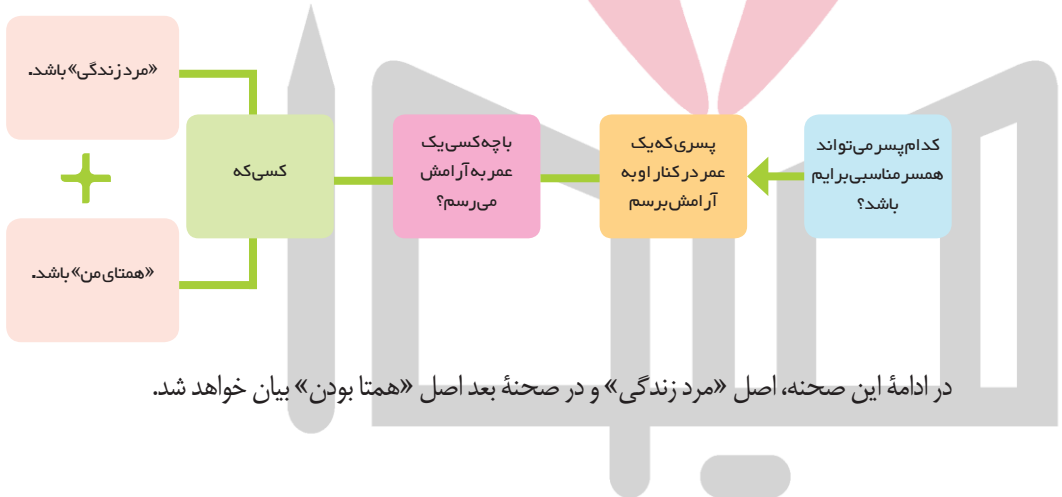 کدام پسر می‌تواند
همسر مناسبی برایم
باشد؟
پسری که یک
عمر در کنار او به
آرامش برسم
با چه کسی یک
عمر به آرامش
می‌رسم؟
کسی که
«مرد زندگی» باشد.
+
«همتای من» باشد.
در ادامهٔ این صحنه، اصل «مرد زندگی» و در صحنهٔ بعد اصل «همتا بودن» بیان خواهد شد.